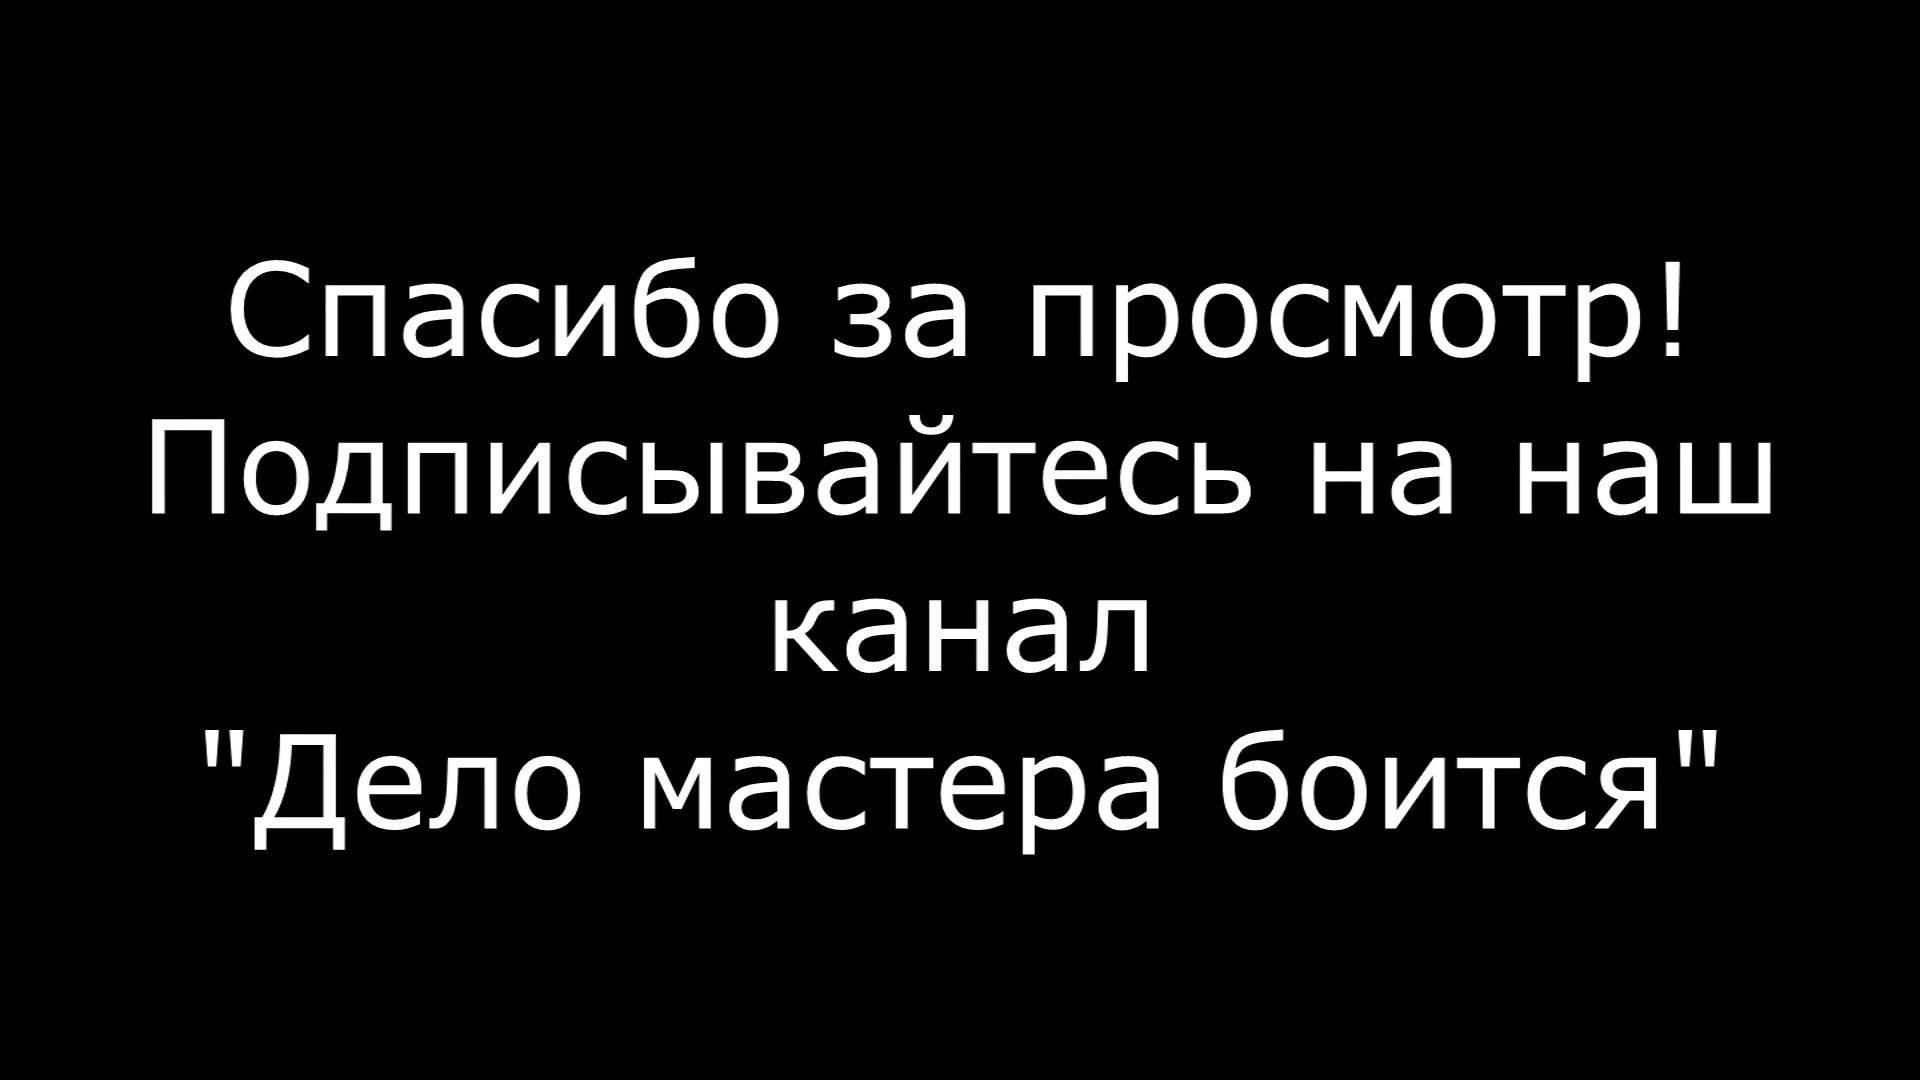 Спасибо за просмотр!
Подписывайтесь на наш
канал
"Дело мастера боится"